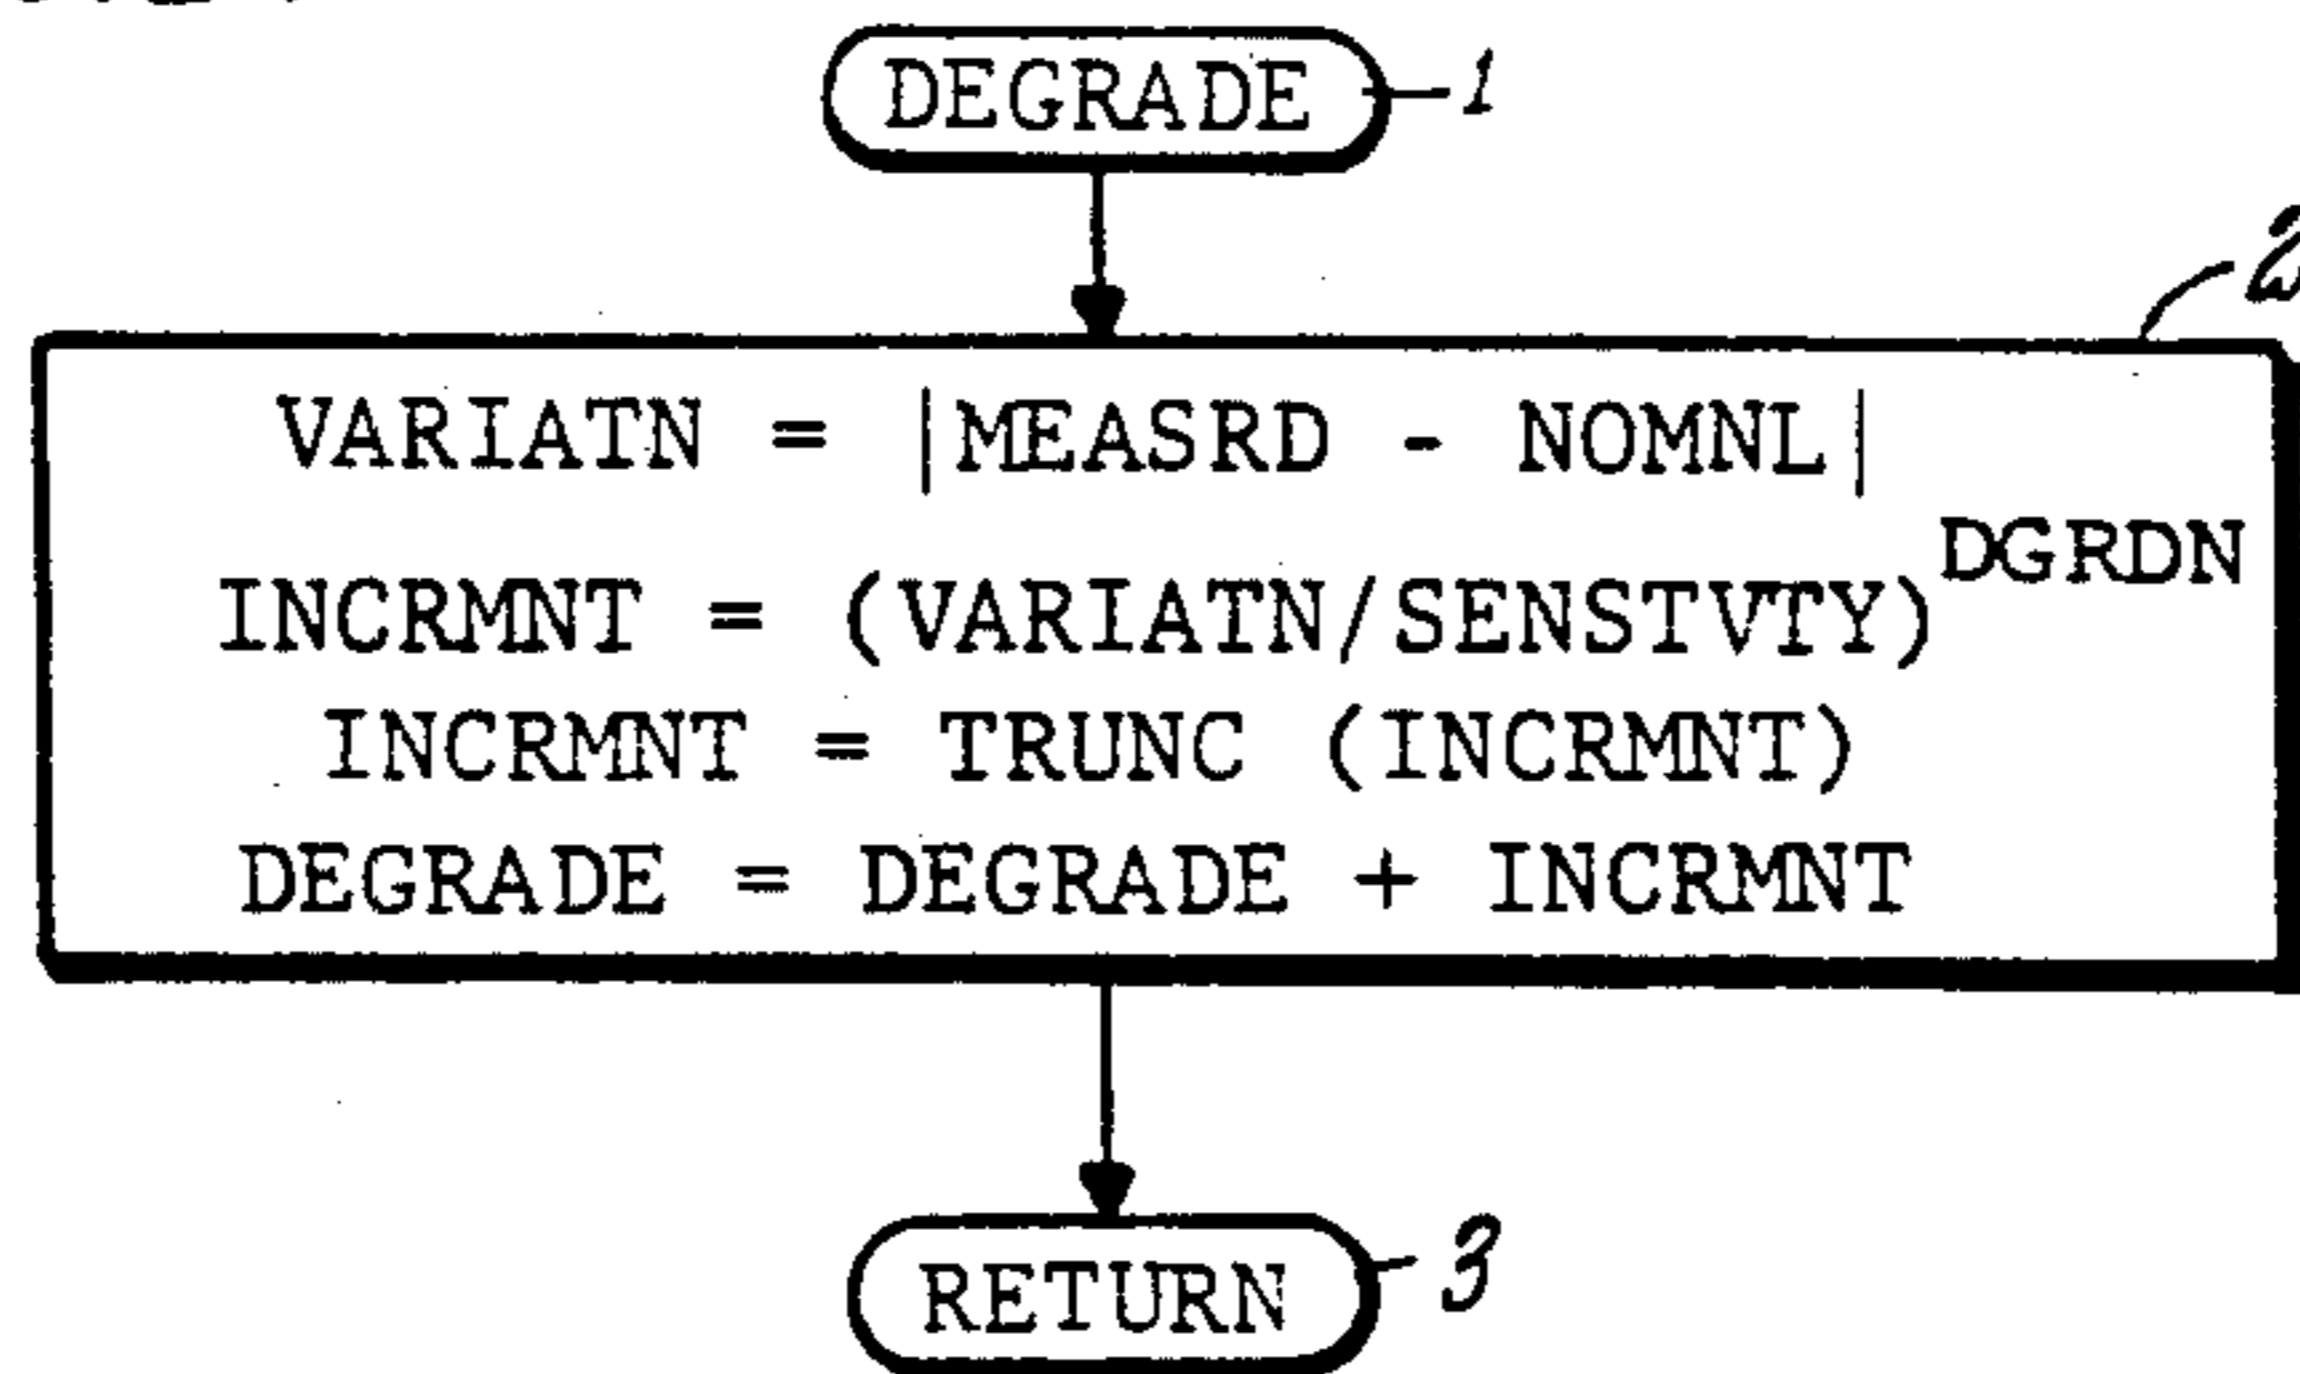 DEGRADE 1
2
VARIATN = |MEASRD - NOMNL|
INCRMNT = (VARIATN/SENSTVTY)^DGRDN
INCRMNT = TRUNC (INCRMNT)
DEGRADE = DEGRADE + INCRMNT
RETURN 3